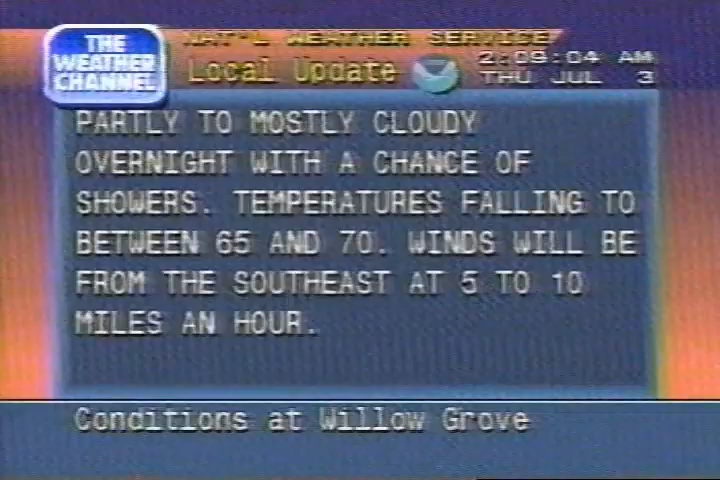 THE
WEATHER
CHANNEL
NAT'L WEATHER SERVICE
Local Update
2:09:04 AM
THU JUL 3
PARTLY TO MOSTLY CLOUDY
OVERNIGHT WITH A CHANCE OF
SHOWERS. TEMPERATURES FALLING TO
BETWEEN 65 AND 70. WINDS WILL BE
FROM THE SOUTHEAST AT 5 TO 10
MILES AN HOUR.
Conditions at Willow Grove